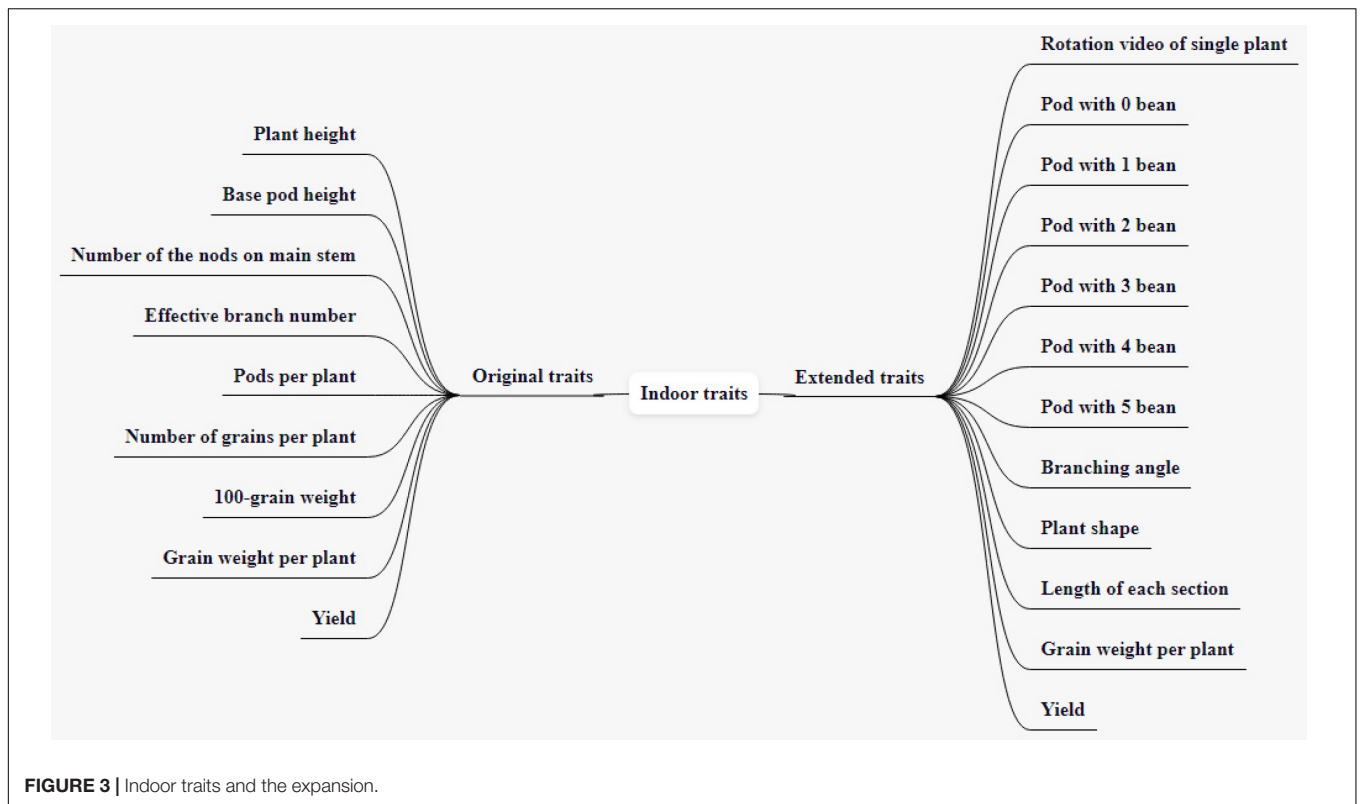 Plant height
Base pod height
Number of the nods on main stem
Effective branch number
Pods per plant
Number of grains per plant
100-grain weight
Grain weight per plant
Yield
Original traits
Indoor traits
Extended traits
Rotation video of single plant
Pod with 0 bean
Pod with 1 bean
Pod with 2 bean
Pod with 3 bean
Pod with 4 bean
Pod with 5 bean
Branching angle
Plant shape
Length of each section
Grain weight per plant
Yield
FIGURE 3 | Indoor traits and the expansion.